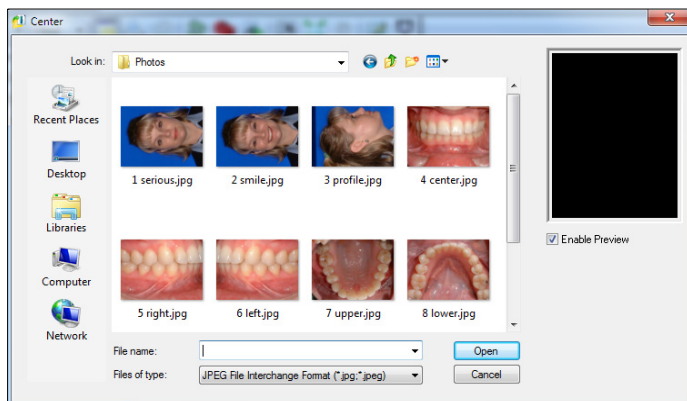 Center
Look in:
Photos
Recent Places
Desktop
Libraries
Computer
Network
1 serious.jpg
2 smile.jpg
3 profile.jpg
4 center.jpg
5 right.jpg
6 left.jpg
7 upper.jpg
8 lower.jpg
Enable Preview
File name:
Open
Files of type:
JPEG File Interchange Format (*.jpg;*.jpeg)
Cancel